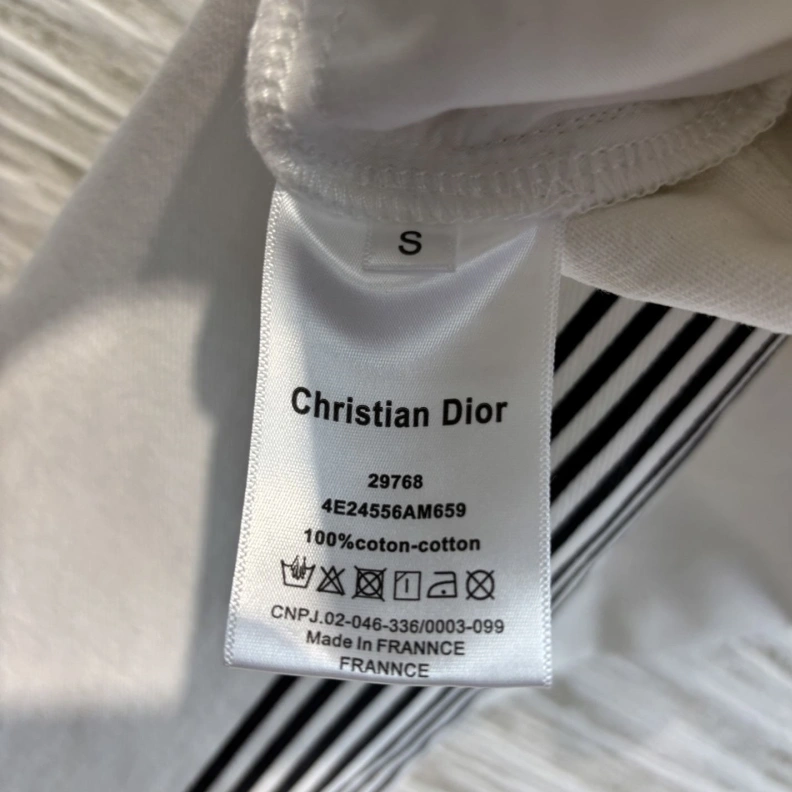 S
Christian Dior
29768
4E24556AM659
100%coton-cotton
CNPJ.02-046-336/0003-099
Made In FRANNCE
FRANNCE